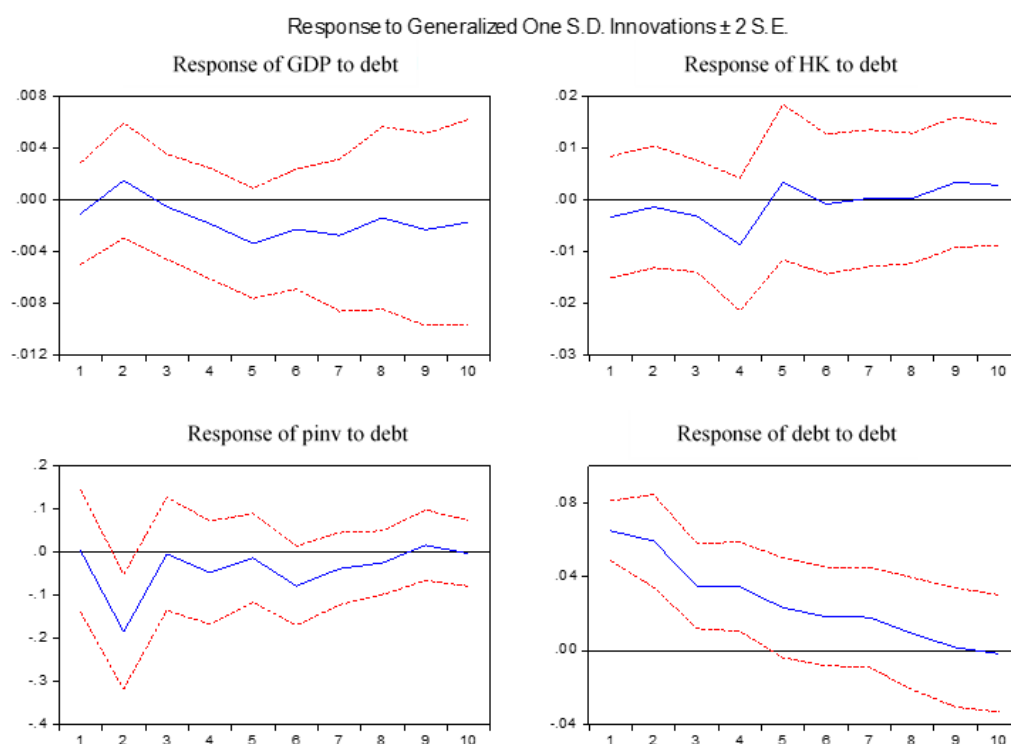 Response to Generalized One S.D. Innovations ± 2 S.E.
Response of GDP to debt
.008
.004
.000
-.004
-.008
-.012
1 2 3 4 5 6 7 8 9 10
Response of HK to debt
.02
.01
.00
-.01
-.02
-.03
1 2 3 4 5 6 7 8 9 10
Response of pinv to debt
.2
.1
.0
.1
.2
-.3
-.4
1 2 3 4 5 6 7 8 9 10
Response of debt to debt
.08
.04
.00
-.04
1 2 3 4 5 6 7 8 9 10